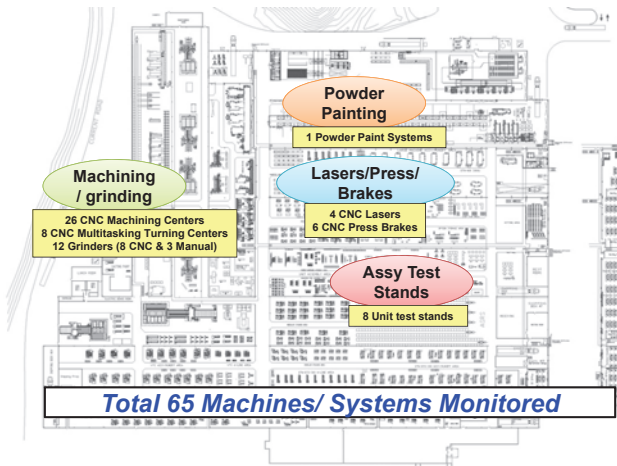 Powder
Painting
1 Powder Paint Systems
Machining
/ grinding
26 CNC Machining Centers
8 CNC Multitasking Turning Centers
12 Grinders (8 CNC & 3 Manual)
Lasers/Press/
Brakes
4 CNC Lasers
6 CNC Press Brakes
Assy Test
Stands
8 Unit test stands
Total 65 Machines/ Systems Monitored